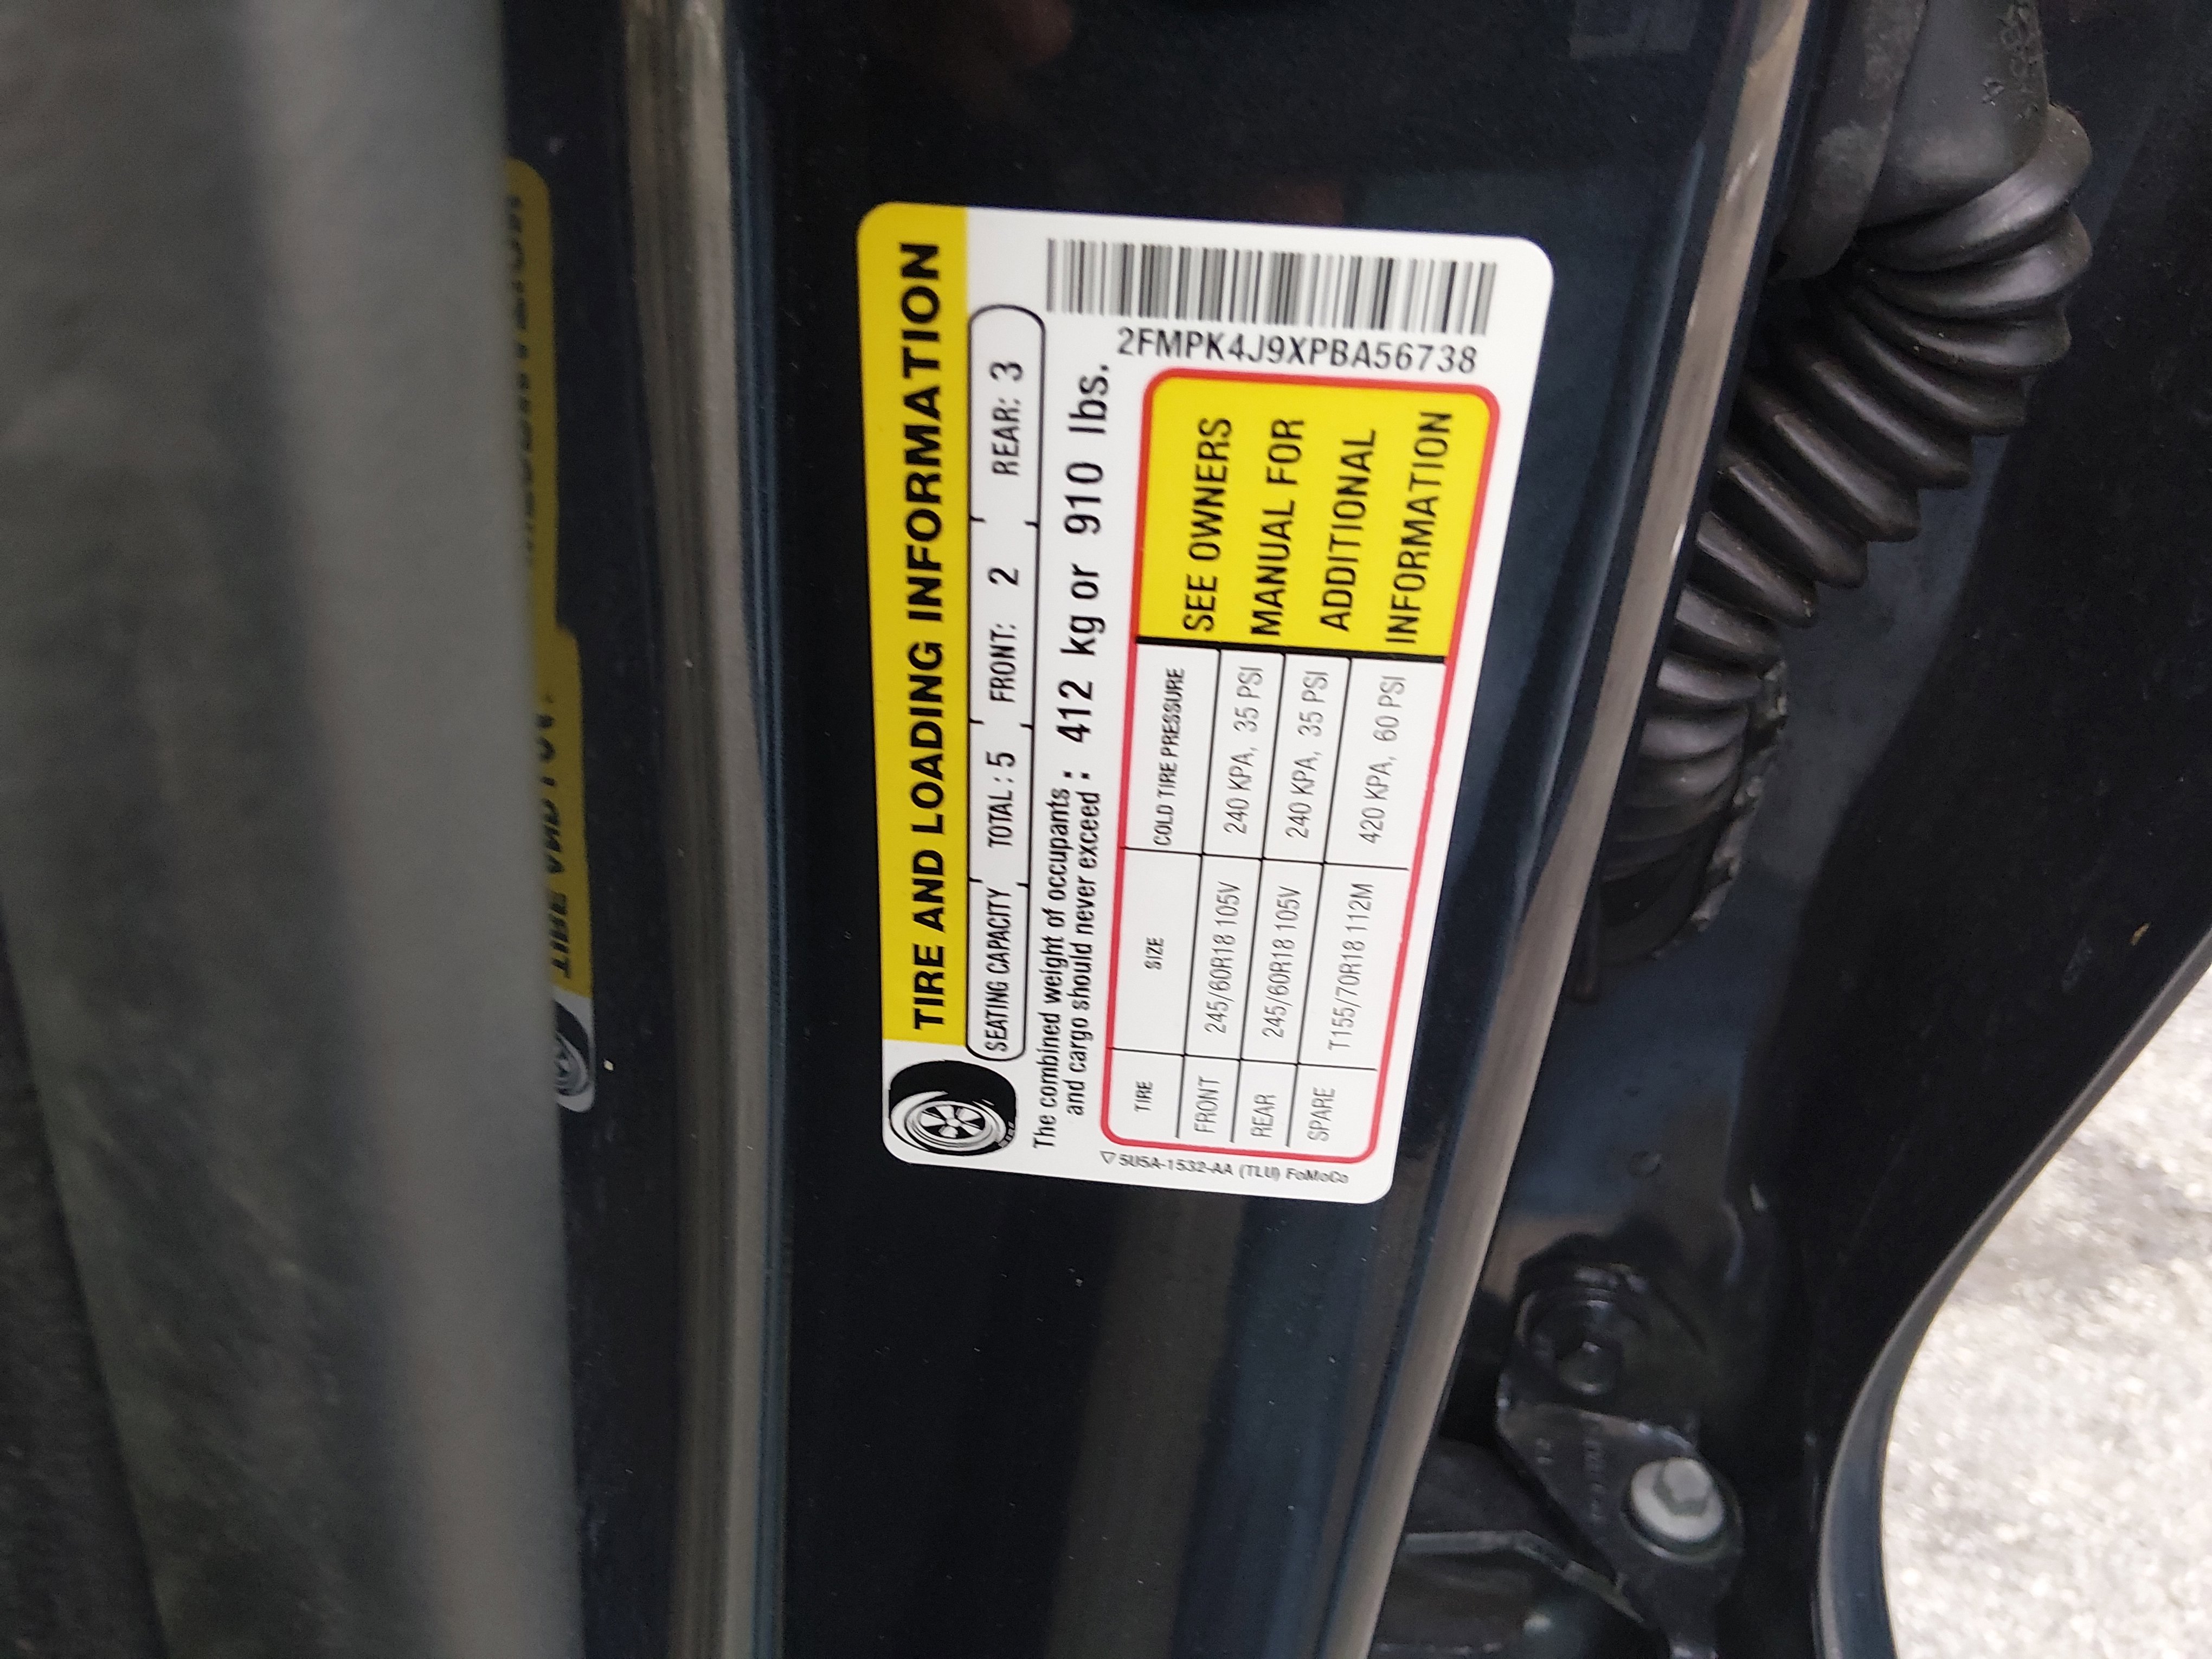 TIRE AND LOADING INFORMATION
SEATING CAPACITY TOTAL : 5 FRONT: 2 REAR: 3
The combined weight of occupants : 412 kg or 910 lbs.
and cargo should never exceed :
2FMPK4J9XPBA56738
TIRE SIZE COLD TIRE PRESSURE
FRONT 245/60R18 105V 240 KPA, 35 PSI
REAR 245/60R18 105V 240 KPA, 35 PSI
SPARE T155/70R18 112M 420 KPA, 60 PSI
SEE OWNERS
MANUAL FOR
ADDITIONAL
INFORMATION
5U5A-1532-AA (TLU) FoMoCo